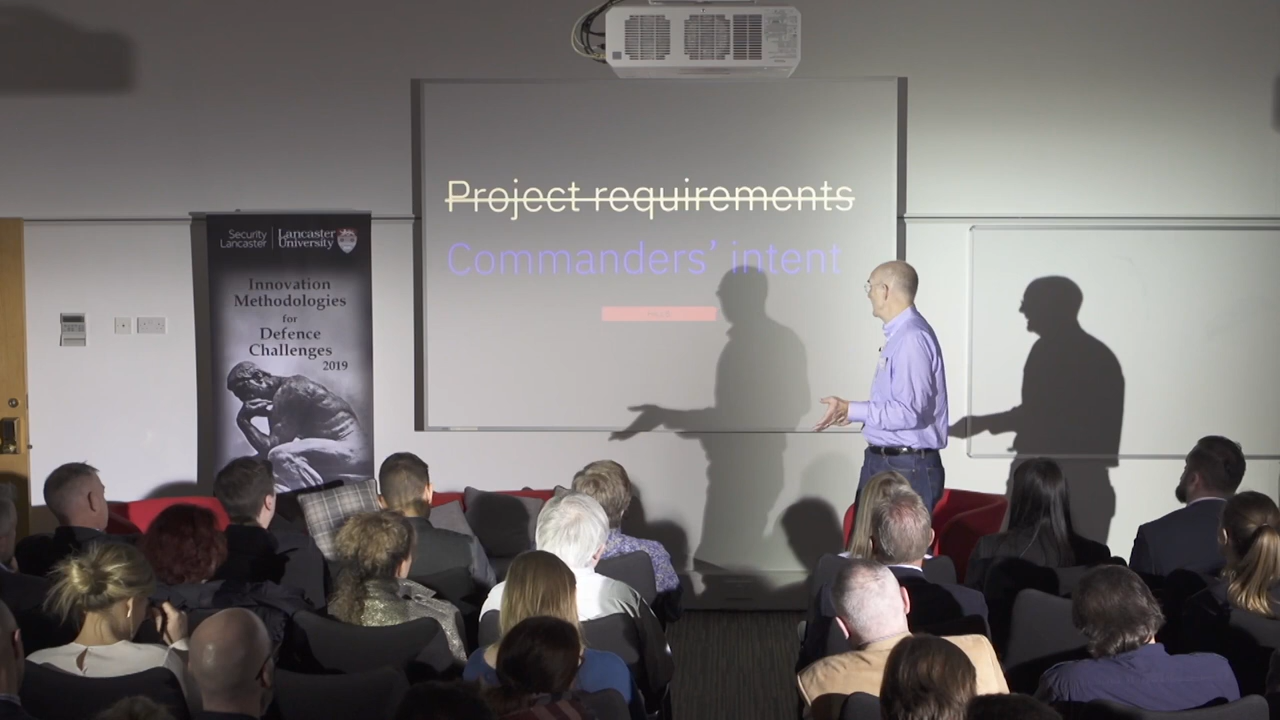 Project requirements
Commanders’ intent
Security
Lancaster
Lancaster
University
Innovation
Methodologies
for
Defence
Challenges
2019